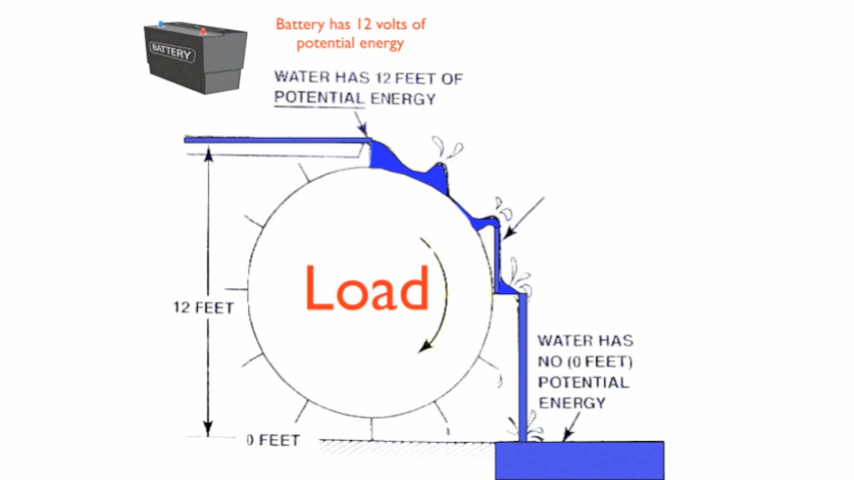 Battery has 12 volts of
potential energy
BATTERY
WATER HAS 12 FEET OF
POTENTIAL ENERGY
Load
12 FEET
WATER HAS
NO (0 FEET)
POTENTIAL
ENERGY
0 FEET